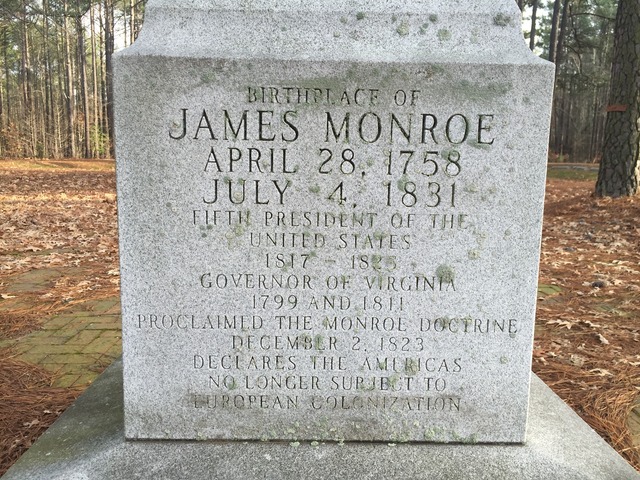 BIRTHPLACE OF
JAMES MONROE
APRIL 28, 1758
JULY 4, 1831
FIFTH PRESIDENT OF THE
UNITED STATES
1817 - 1825
GOVERNOR OF VIRGINIA
1799 AND 1811
PROCLAIMED THE MONROE DOCTRINE
DECEMBER 2, 1823
DECLARES THE AMERICAS
NO LONGER SUBJECT TO
EUROPEAN COLONIZATION